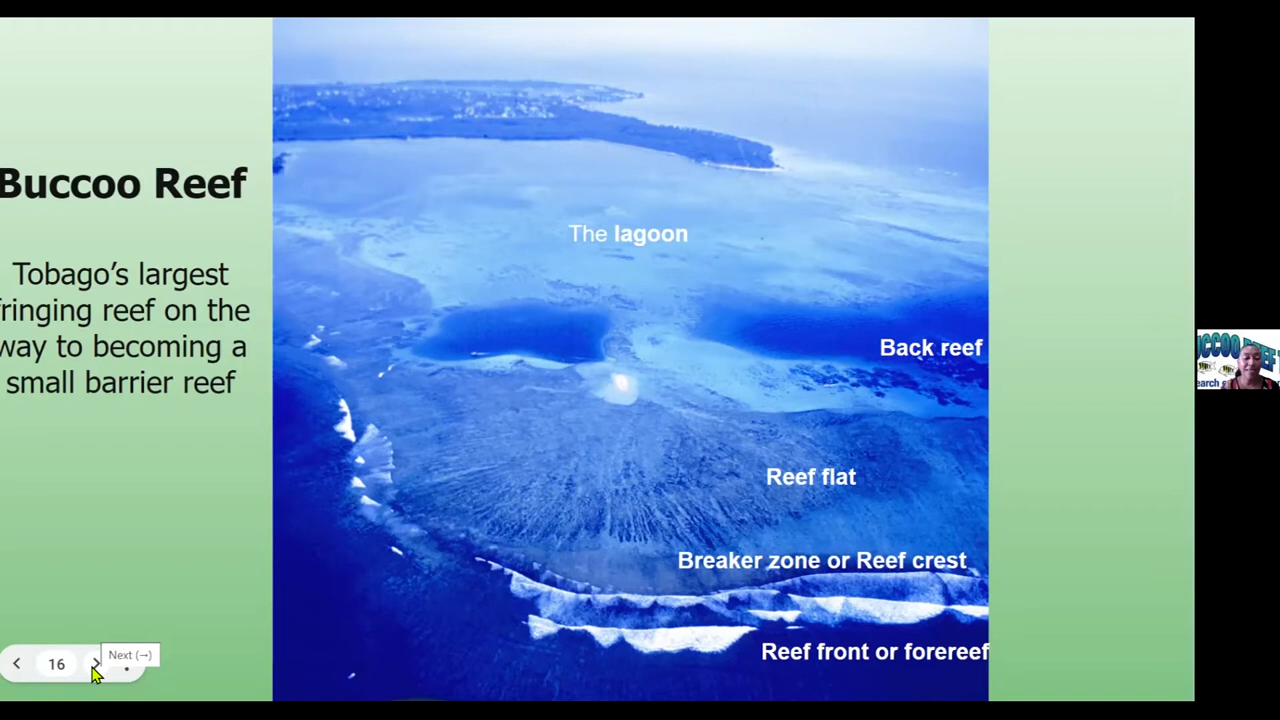 Buccoo Reef
Tobago's largest
fringing reef on the
way to becoming a
small barrier reef
The lagoon
Back reef
Reef flat
Breaker zone or Reef crest
Reef front or forereef
16
Next (→)